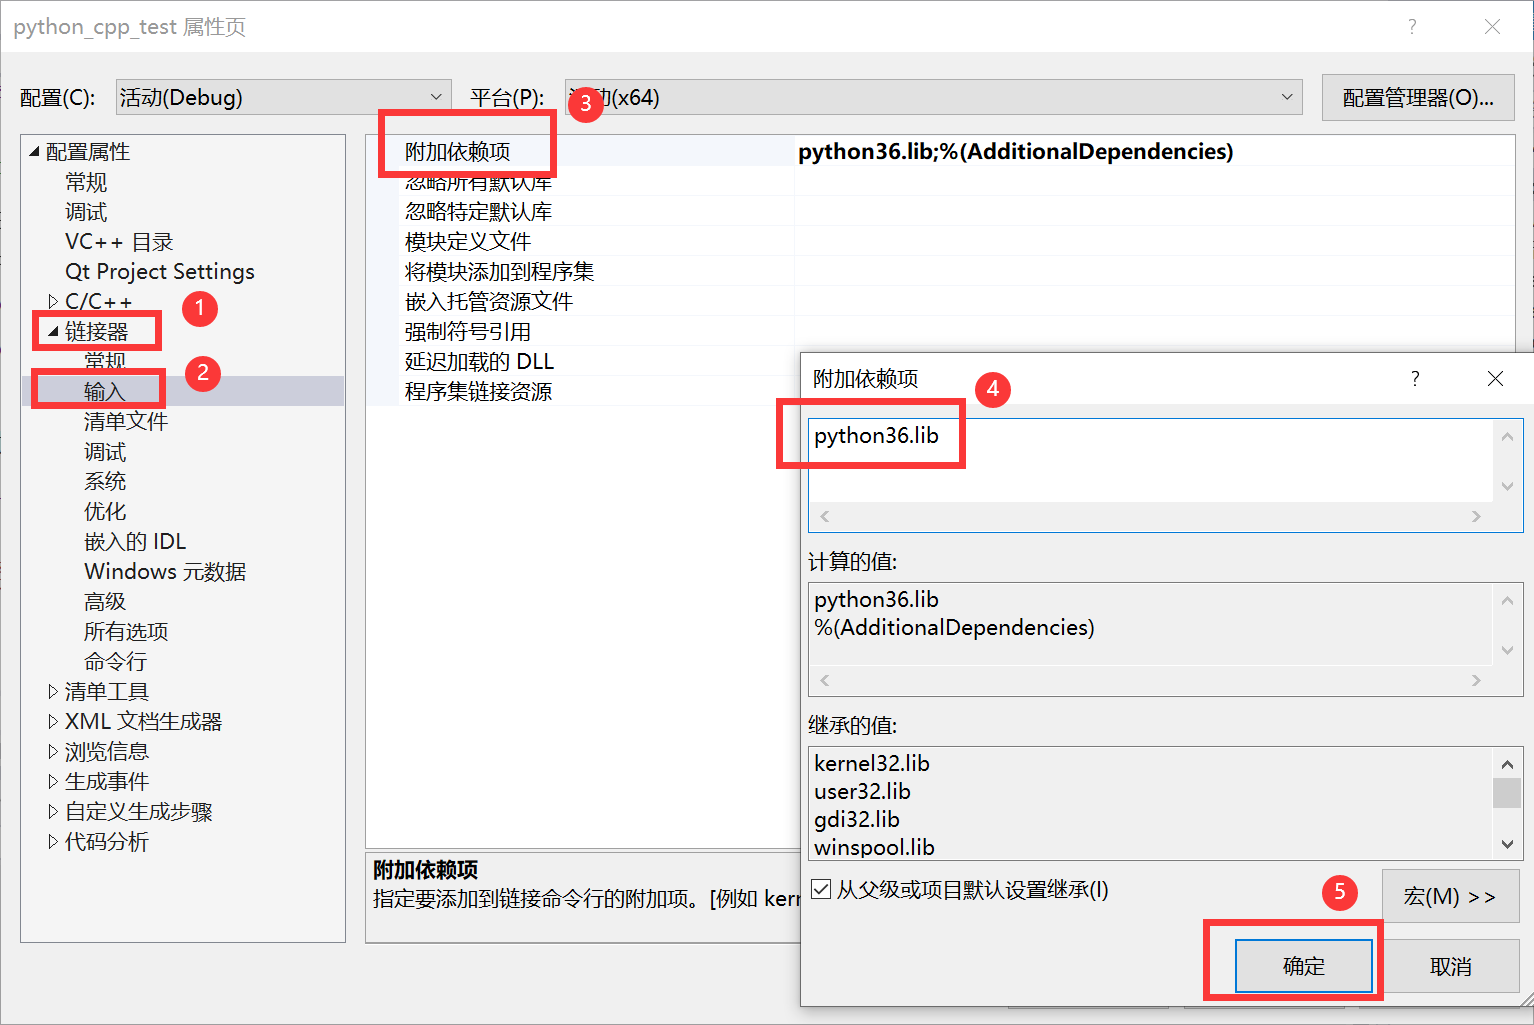 python_cpp_test 属性页
配置(C):
活动(Debug)
平台(P):
动(x64)
配置管理器(O)...
3
配置属性
常规
调试
VC++ 目录
Qt Project Settings
C/C++
1
链接器
常规
2
输入
清单文件
调试
系统
优化
嵌入的 IDL
Windows 元数据
高级
所有选项
命令行
清单工具
XML 文档生成器
浏览信息
生成事件
自定义生成步骤
代码分析
附加依赖项
python36.lib;%(AdditionalDependencies)
忽略所有默认库
忽略特定默认库
模块定义文件
将模块添加到程序集
嵌入托管资源文件
强制符号引用
延迟加载的 DLL
程序集链接资源
附加依赖项
指定要添加到链接命令行的附加项。[例如 kern
附加依赖项
?
4
python36.lib
计算的值:
python36.lib
%(AdditionalDependencies)
继承的值:
kernel32.lib
user32.lib
gdi32.lib
winspool.lib
从父级或项目默认设置继承(I)
5
宏(M) >>
确定
取消